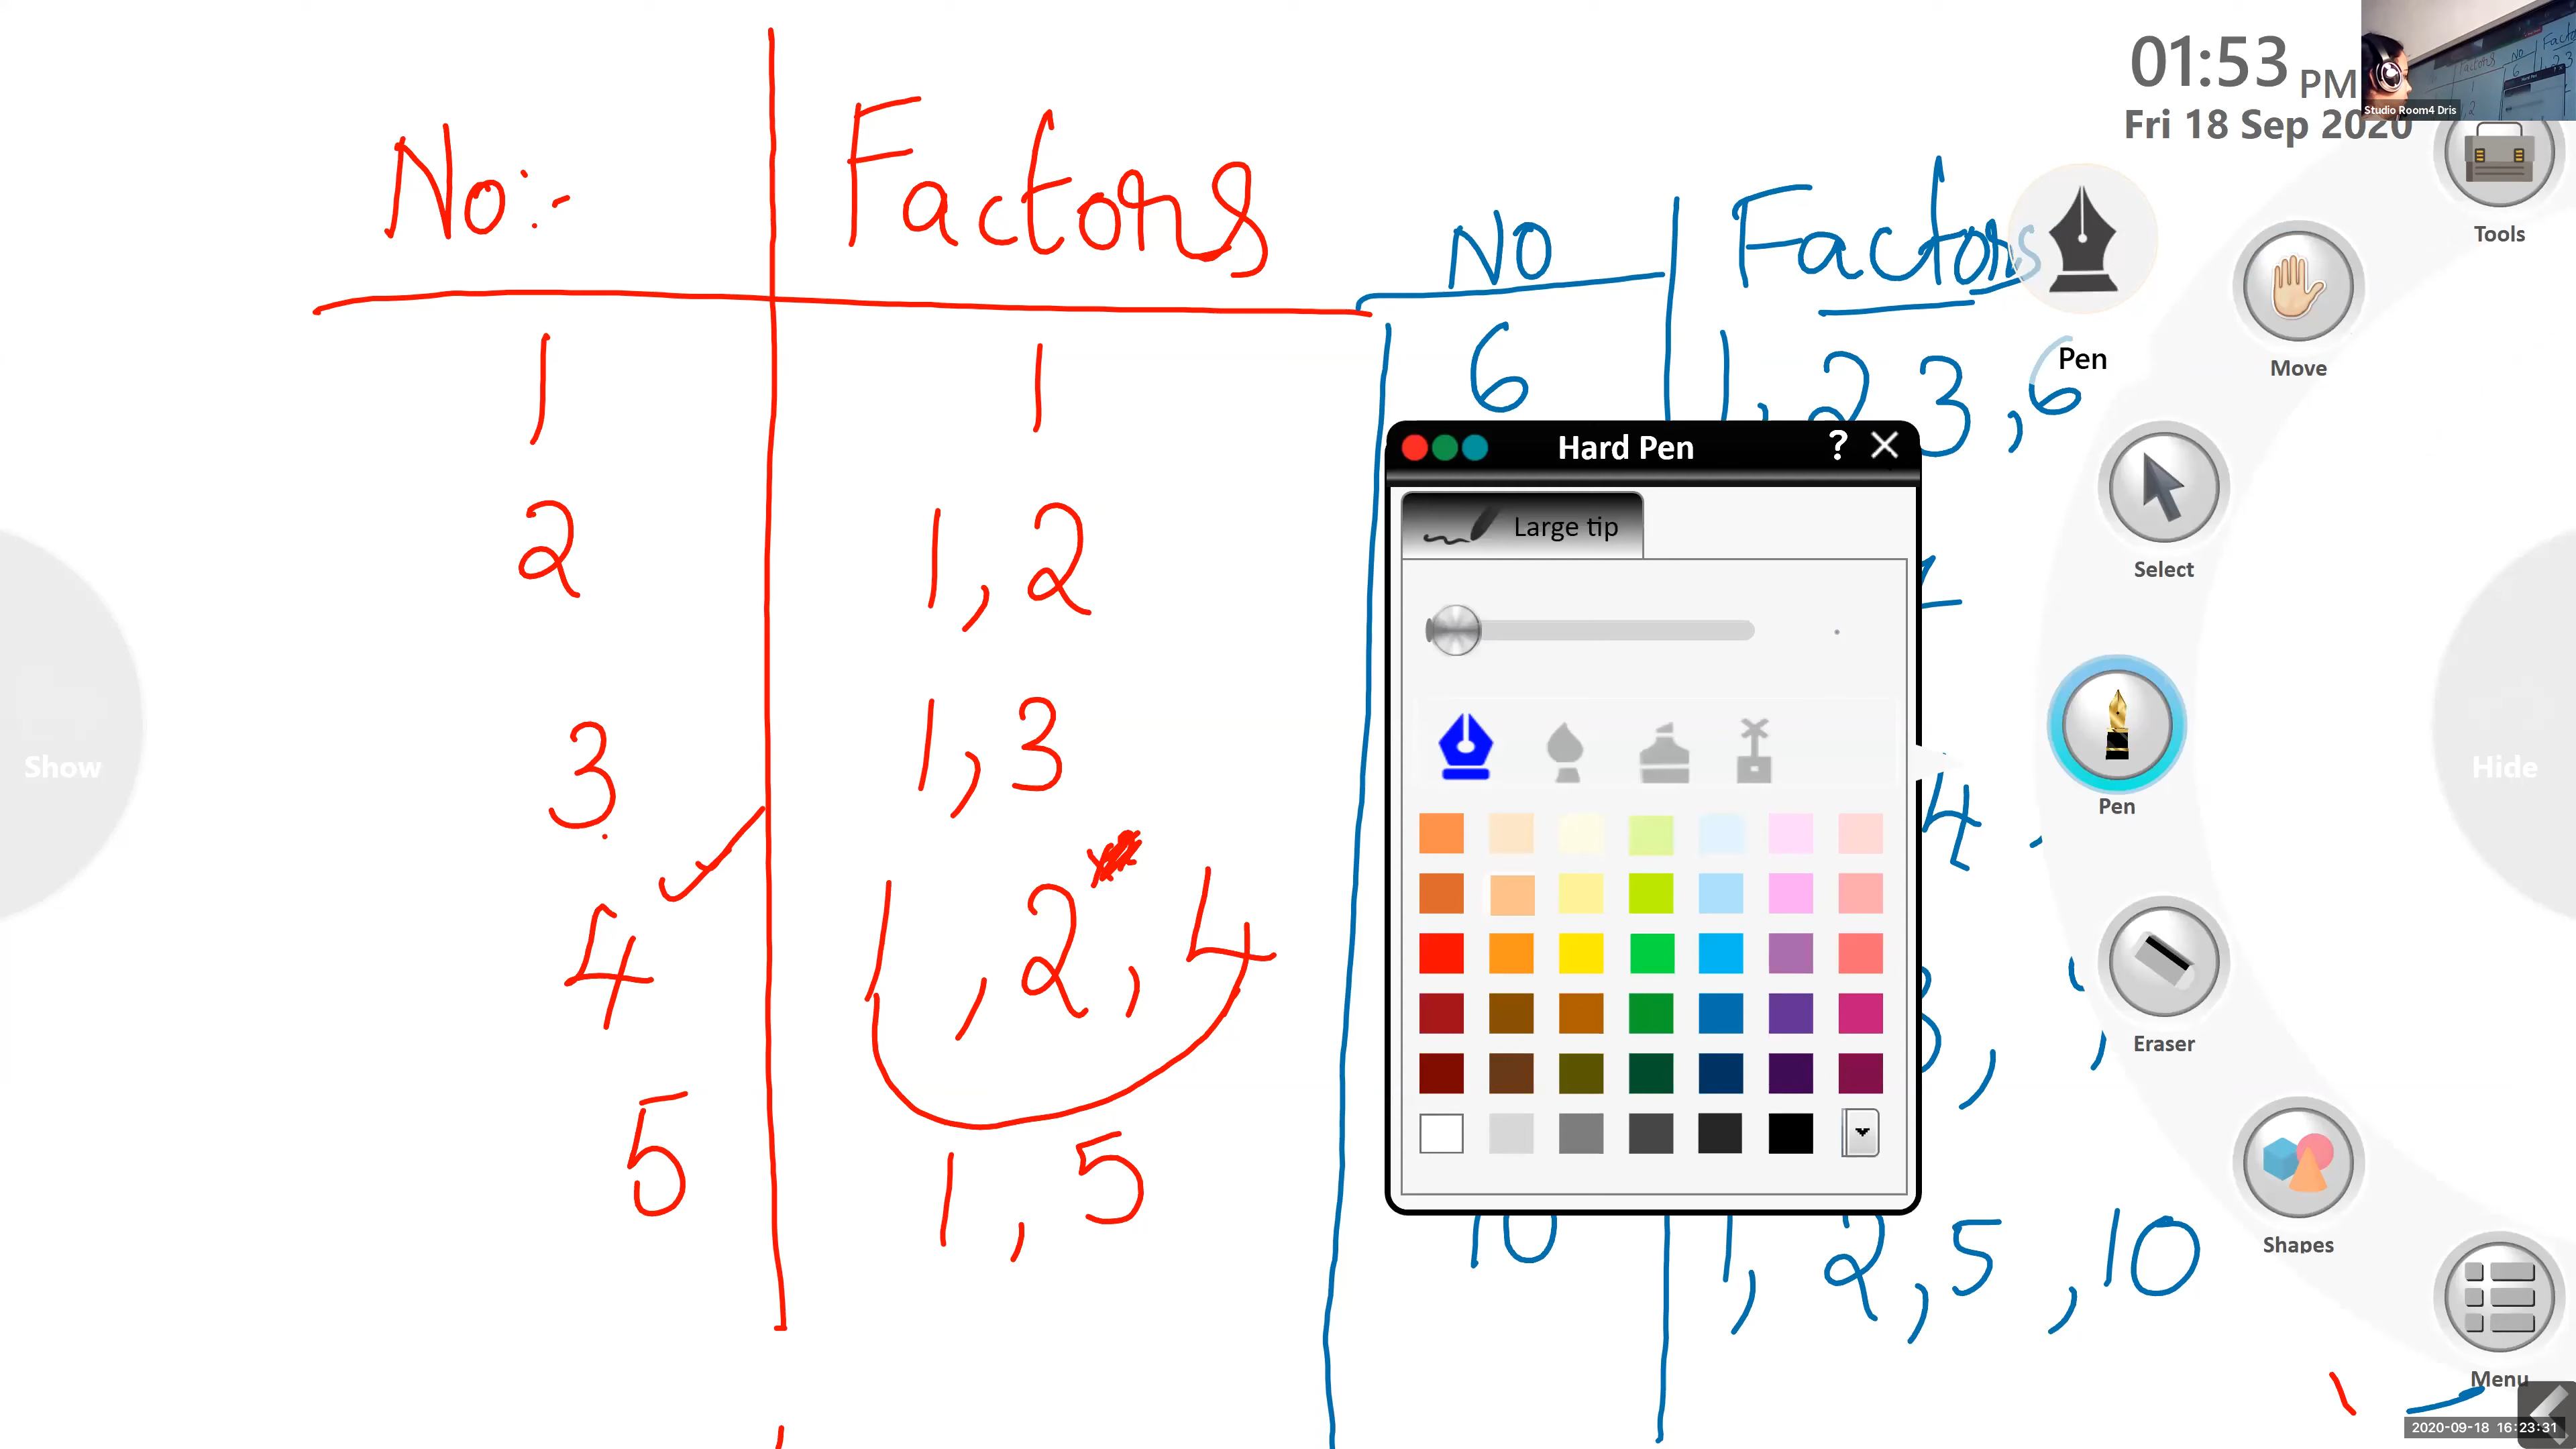 01:53 PM
Fri 18 Sep 2020
Studio Room4 Dris
Tools
Move
Pen
Select
Pen
Eraser
Shapes
Menu
Show
Hide
No:- Factors
1 1
2 1, 2
3 1, 3
4 1, 2, 4
5 1, 5
NO Factors
6 1, 2 3, 6
Hard Pen ? X
Large tip
4
10 1, 2, 5, 10
2020-09-18 16:23:31